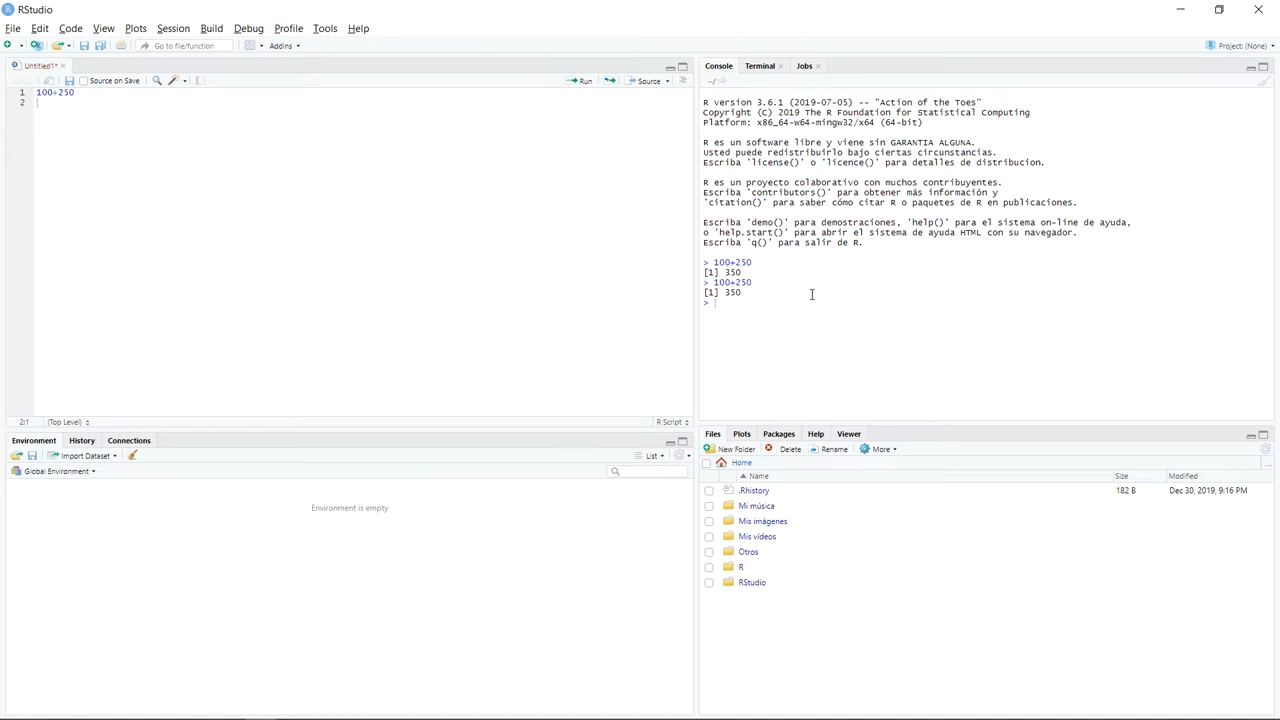 RStudio
File Edit Code View Plots Session Build Debug Profile Tools Help
Go to file/function Addins Project: (None)
Untitled1*
Source on Save Run Source
1 100+250
2
2:1 (Top Level) R Script
Console Terminal Jobs
~/
R version 3.6.1 (2019-07-05) -- "Action of the Toes"
Copyright (C) 2019 The R Foundation for Statistical Computing
Platform: x86_64-w64-mingw32/x64 (64-bit)
R es un software libre y viene sin GARANTIA ALGUNA.
Usted puede redistribuirlo bajo ciertas circunstancias.
Escriba 'license()' o 'licence()' para detalles de distribucion.
R es un proyecto colaborativo con muchos contribuyentes.
Escriba 'contributors()' para obtener más información y
'citation()' para saber cómo citar R o paquetes de R en publicaciones.
Escriba 'demo()' para demostraciones, 'help()' para el sistema on-line de ayuda,
o 'help.start()' para abrir el sistema de ayuda HTML con su navegador.
Escriba 'q()' para salir de R.
> 100+250
[1] 350
> 100+250
[1] 350
>
Environment History Connections
Import Dataset List
Global Environment
Environment is empty
Files Plots Packages Help Viewer
New Folder Delete Rename More
Home ...
Name Size Modified
.Rhistory 182 B Dec 30, 2019, 9:16 PM
Mi música
Mis imágenes
Mis vídeos
Otros
R
RStudio